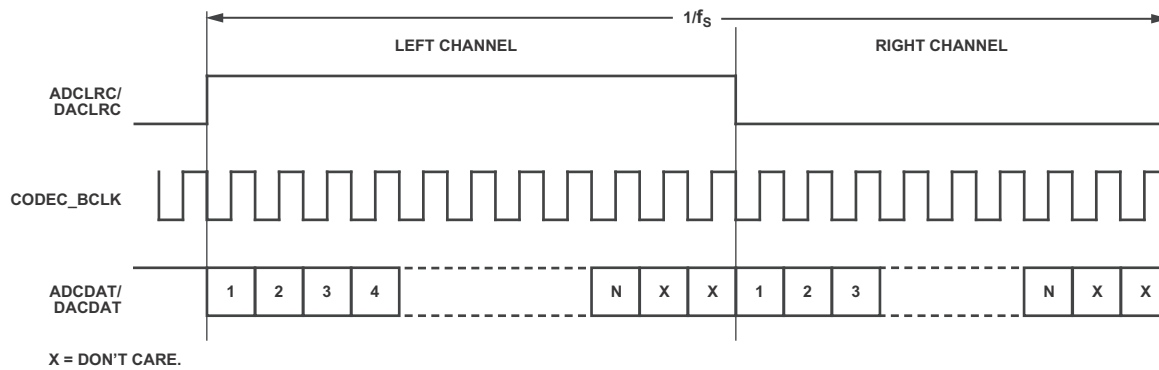 1/fS
LEFT CHANNEL
RIGHT CHANNEL
ADCLRC/
DACLRC
CODEC_BCLK
ADCDAT/
DACDAT
1 2 3 4 N X X 1 2 3 N X X
X = DON'T CARE.